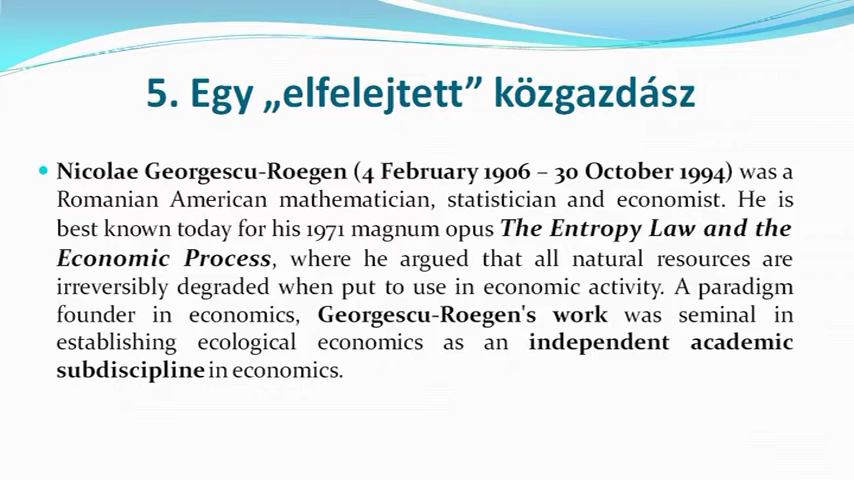 5. Egy „elfelejtett” közgazdász
• Nicolae Georgescu-Roegen (4 February 1906 – 30 October 1994) was a
Romanian American mathematician, statistician and economist. He is
best known today for his 1971 magnum opus The Entropy Law and the
Economic Process, where he argued that all natural resources are
irreversibly degraded when put to use in economic activity. A paradigm
founder in economics, Georgescu-Roegen's work was seminal in
establishing ecological economics as an independent academic
subdiscipline in economics.